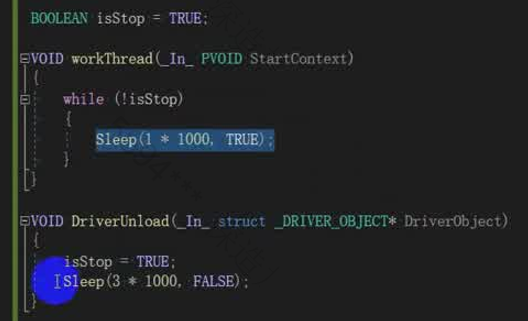 BOOLEAN isStop = TRUE;
VOID workThread(_In_ PVOID StartContext)
{
while (!isStop)
{
Sleep(1 * 1000, TRUE);
}
}
VOID DriverUnload(_In_ struct _DRIVER_OBJECT* DriverObject)
{
isStop = TRUE;
Sleep(3 * 1000, FALSE);
}